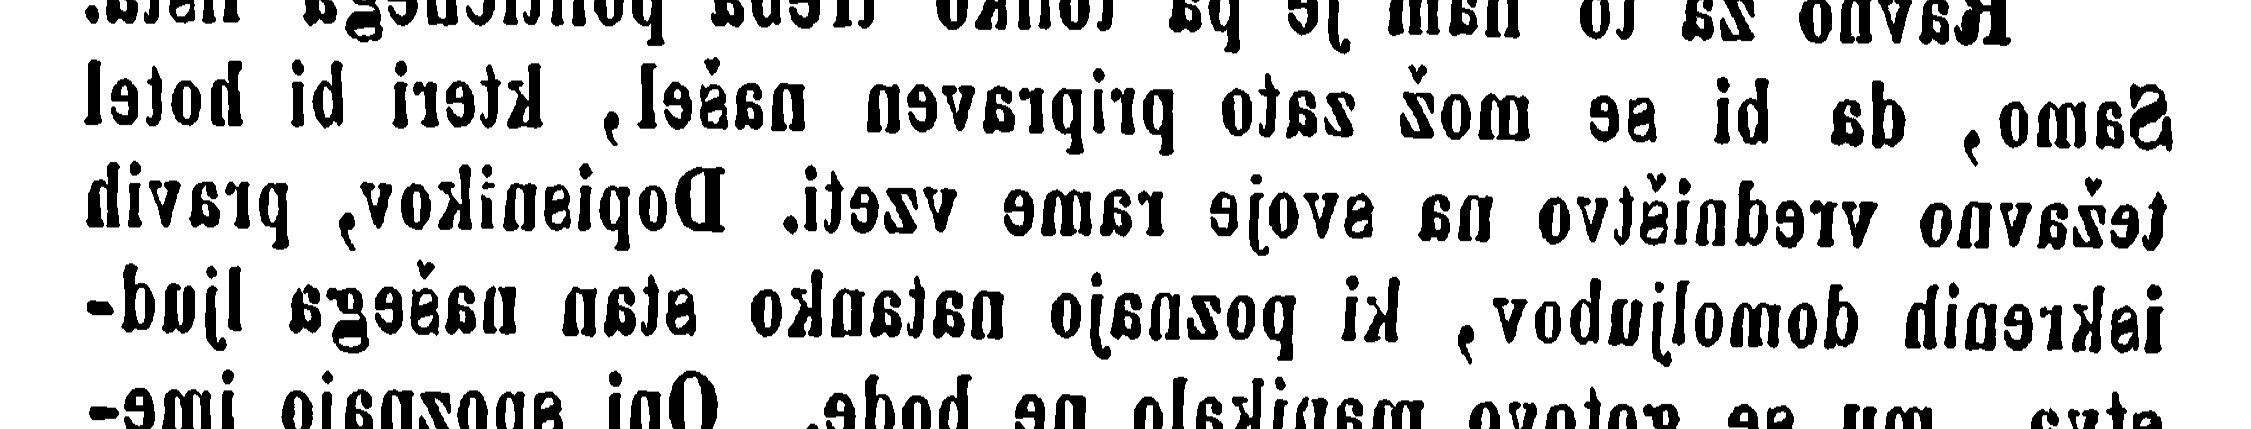 Ravno za to nam je pa toliko treba političnega lista.
Samo, da bi se mož zato pripraven našel, kteri bi hotel
težavno vredništvo na svoje rame vzeti. Dopisnikov, pravih
iskrenih domoljubov, ki poznajo natanko stan našega ljud-
stva mu se gotovo manjkalo ne bode. Oni spoznajo ime-